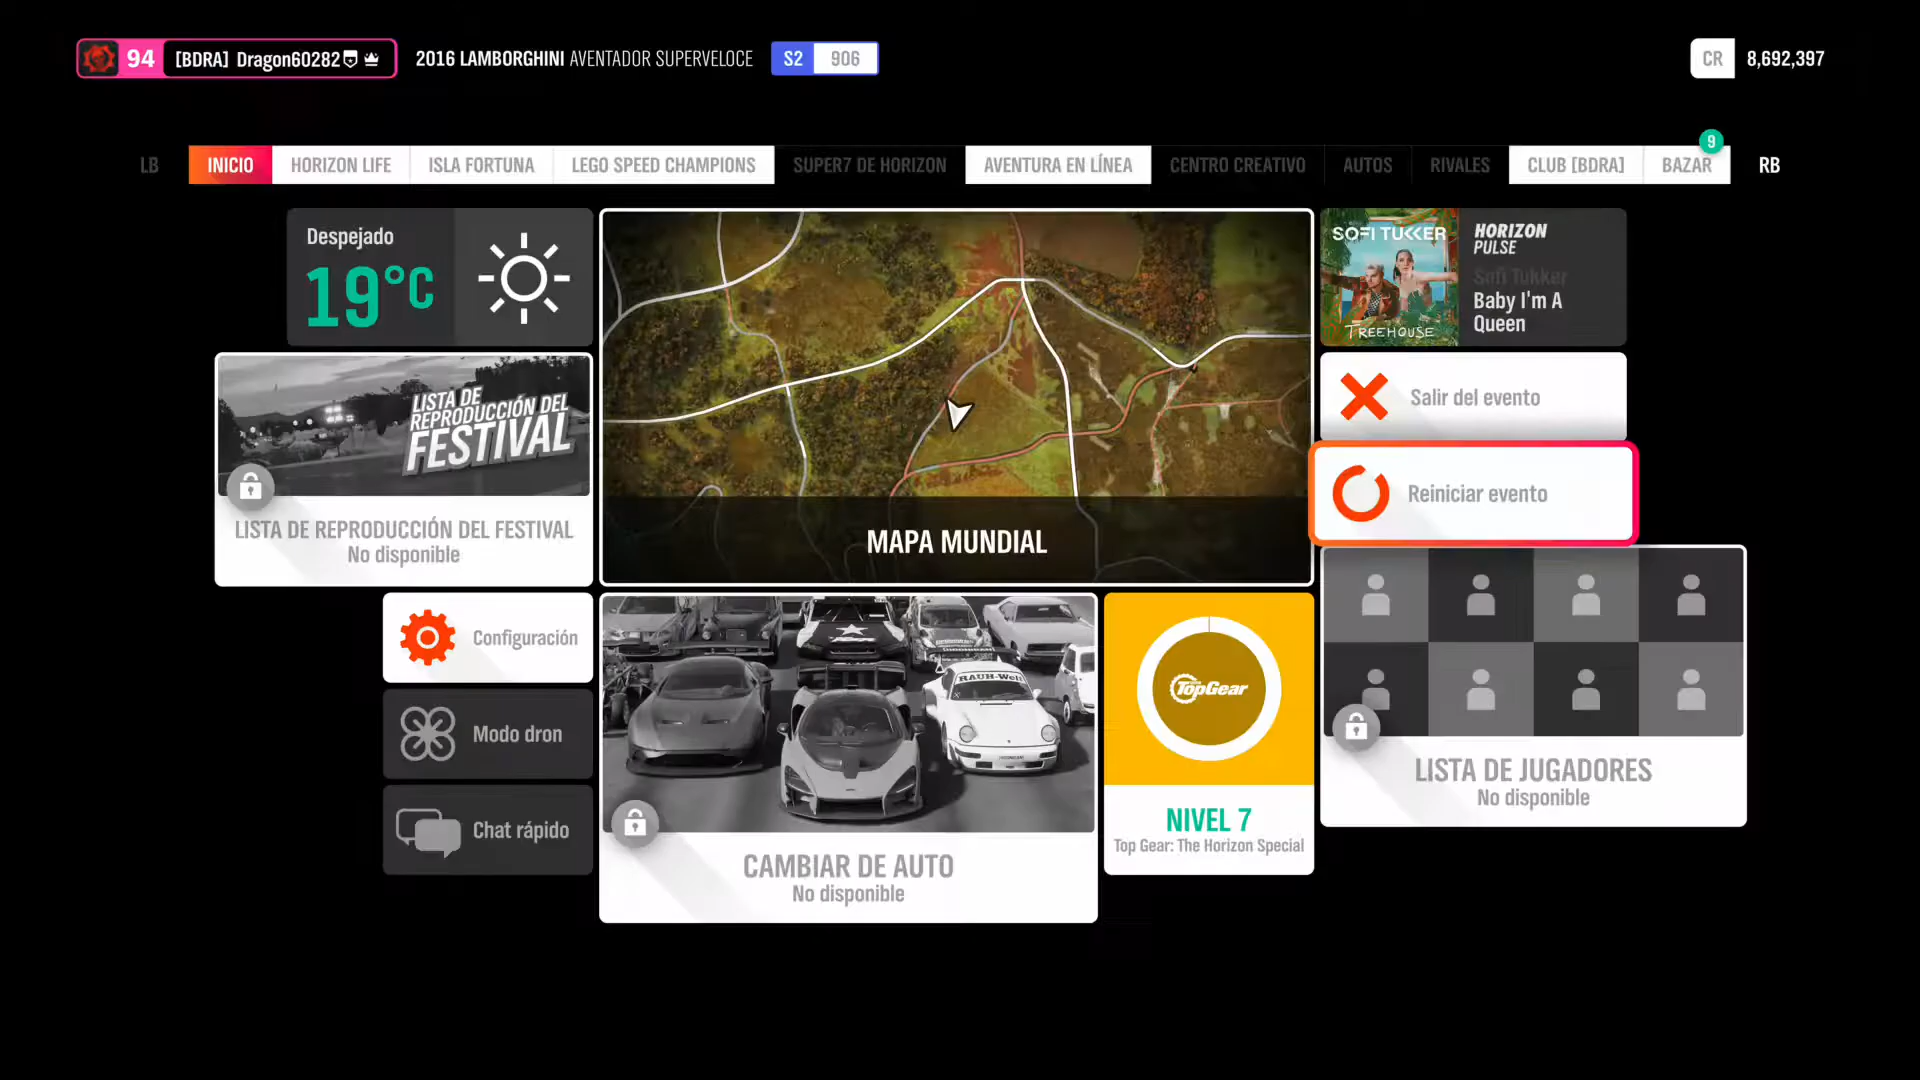 94 [BDRA] Dragon60282
2016 LAMBORGHINI AVENTADOR SUPERVELOCE
S2 906
CR 8,692,397
LB
INICIO
HORIZON LIFE
ISLA FORTUNA
LEGO SPEED CHAMPIONS
SUPER7 DE HORIZON
AVENTURA EN LÍNEA
CENTRO CREATIVO
AUTOS
RIVALES
CLUB [BDRA]
BAZAR
9
RB
Despejado
19°C
LISTA DE
REPRODUCCIÓN DEL
FESTIVAL
LISTA DE REPRODUCCIÓN DEL FESTIVAL
No disponible
Configuración
Modo dron
Chat rápido
MAPA MUNDIAL
RAUH-Welt
CAMBIAR DE AUTO
No disponible
TopGear
NIVEL 7
Top Gear: The Horizon Special
SOFI TUKKER
TREEHOUSE
HORIZON
PULSE
Sofi Tukker
Baby I'm A
Queen
Salir del evento
Reiniciar evento
LISTA DE JUGADORES
No disponible